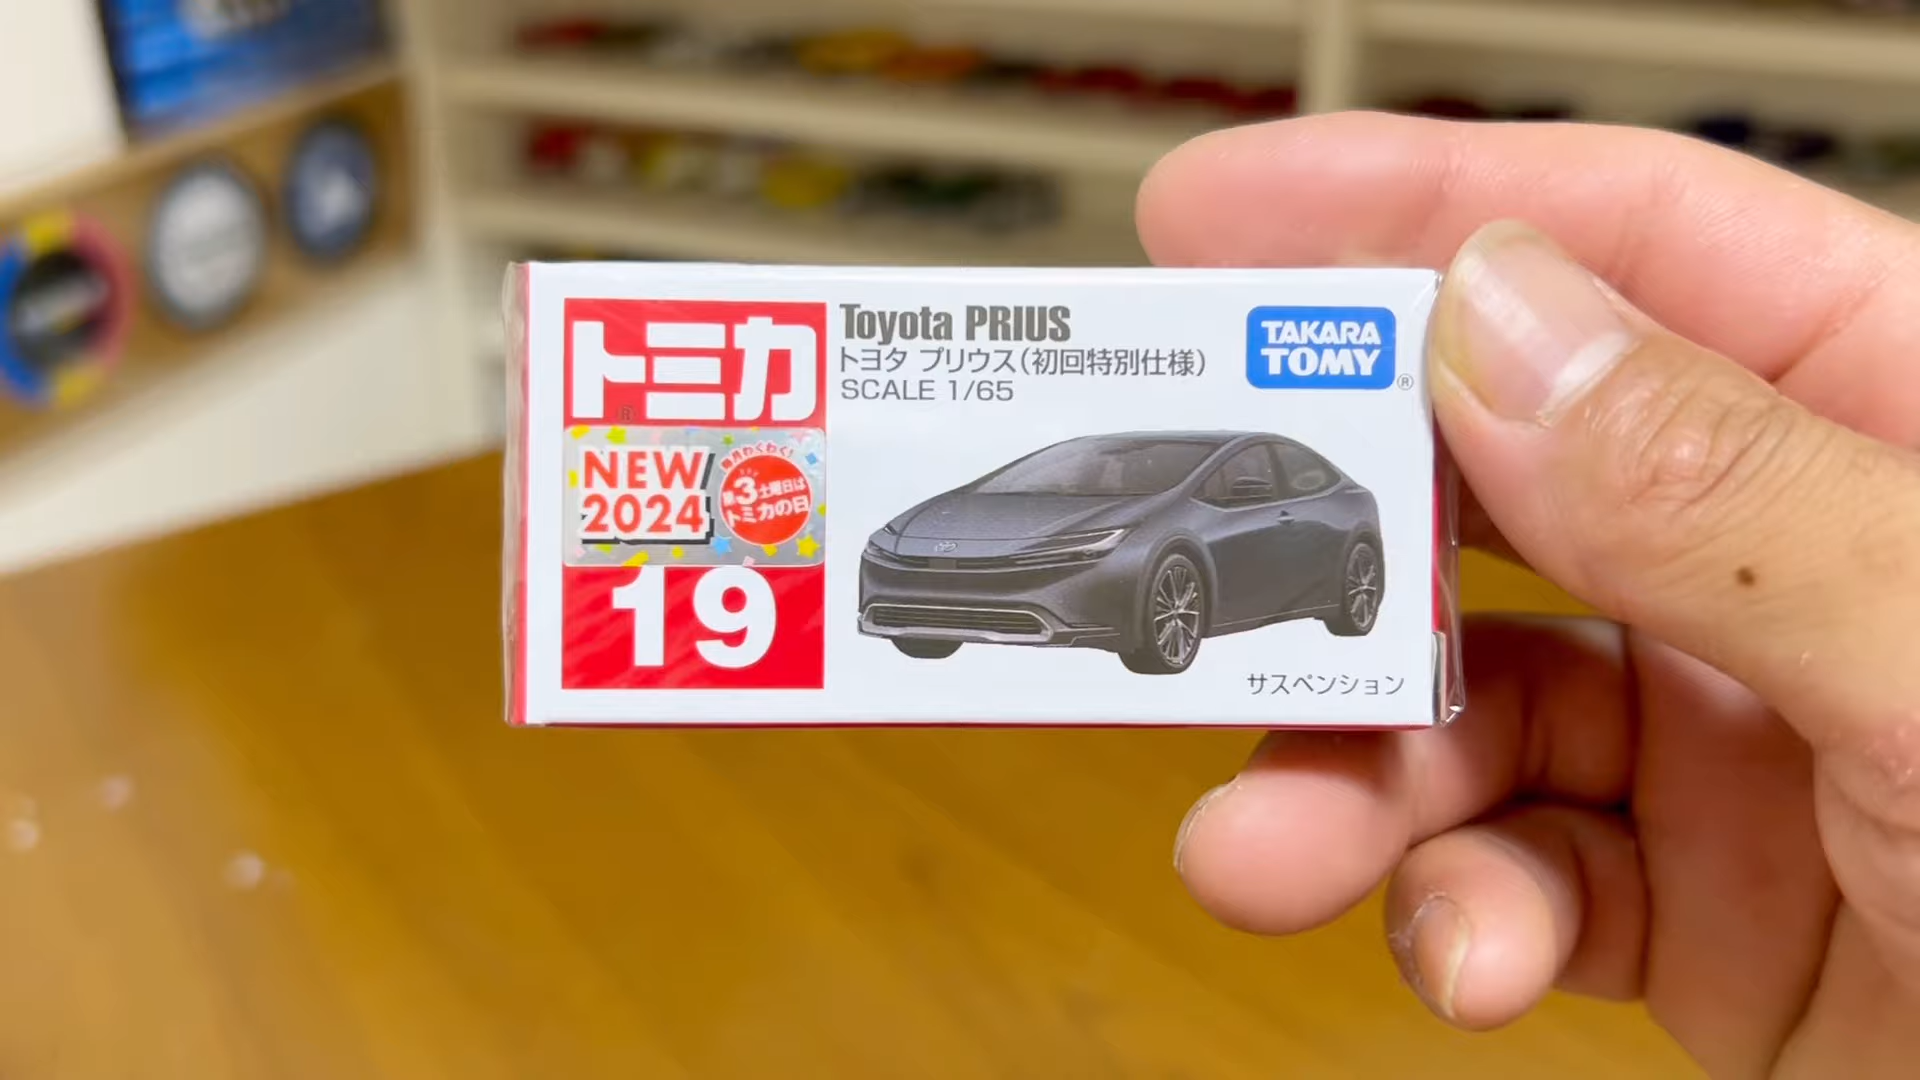 トミカ®
NEW
2024
毎月わくわく!
第3土曜日は
トミカの日
19
Toyota PRIUS
トヨタ プリウス(初回特別仕様)
SCALE 1/65
TAKARA
TOMY®
サスペンション